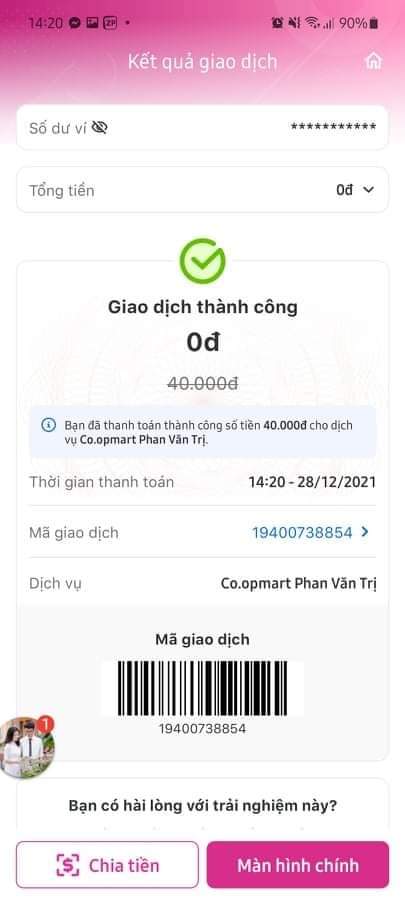 14:20 90%
Kết quả giao dịch
Số dư ví ***********
Tổng tiền 0đ
Giao dịch thành công
0đ
40.000đ
Bạn đã thanh toán thành công số tiền 40.000đ cho dịch
vụ Co.opmart Phan Văn Trị.
Thời gian thanh toán 14:20 - 28/12/2021
Mã giao dịch 19400738854
Dịch vụ Co.opmart Phan Văn Trị
Mã giao dịch
19400738854
1
Bạn có hài lòng với trải nghiệm này?
Chia tiền Màn hình chính